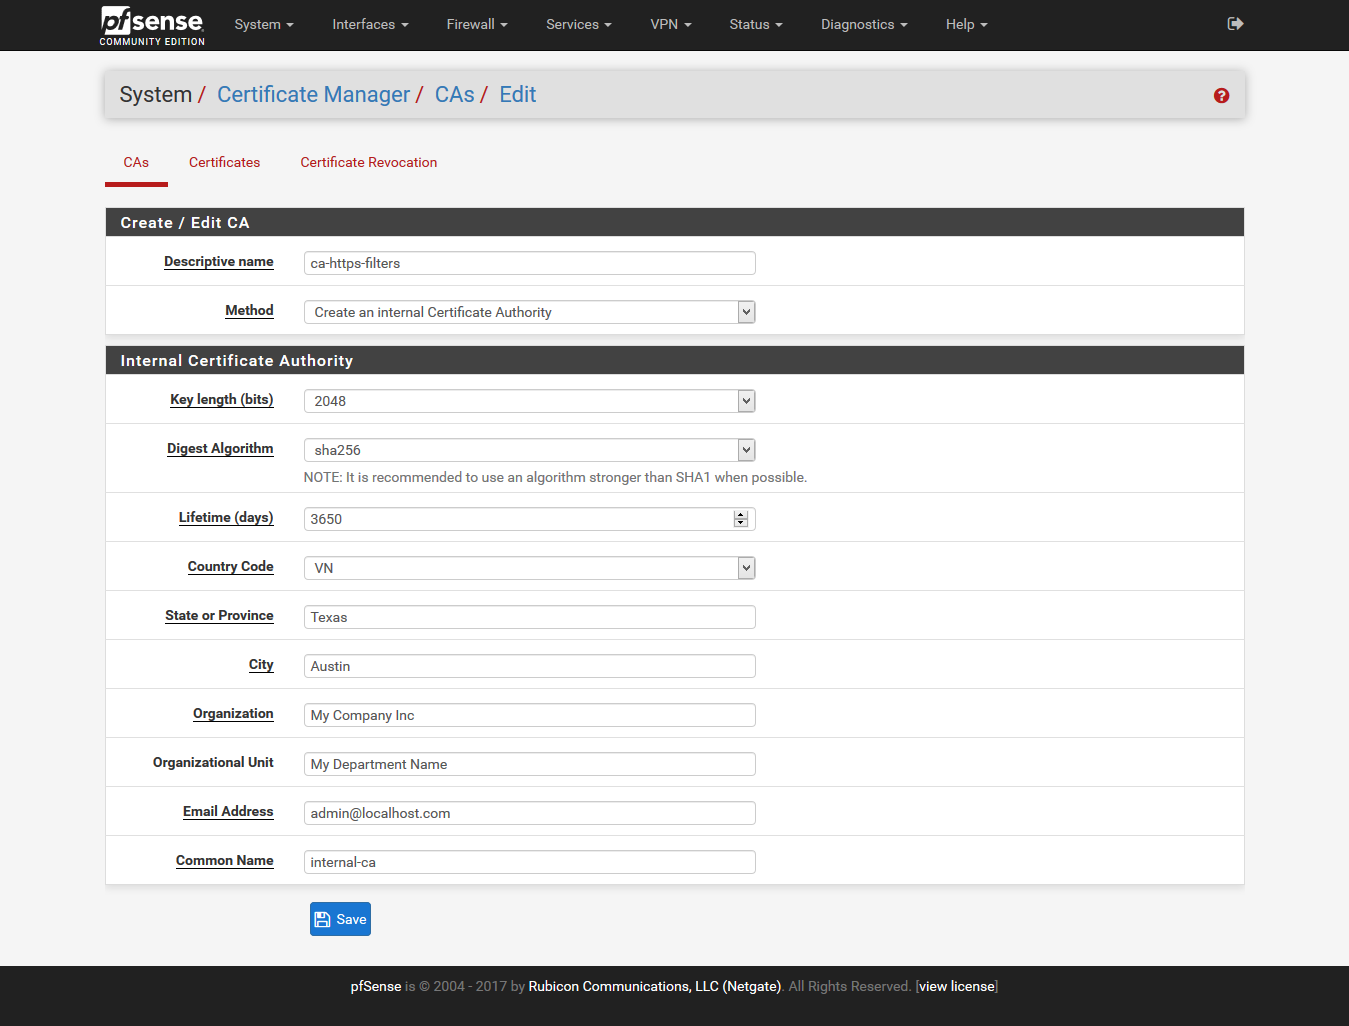 pfsense
COMMUNITY EDITION
System Interfaces Firewall Services VPN Status Diagnostics Help
System / Certificate Manager / CAs / Edit
CAs Certificates Certificate Revocation
Create / Edit CA
Descriptive name ca-https-filters
Method Create an internal Certificate Authority
Internal Certificate Authority
Key length (bits) 2048
Digest Algorithm sha256
NOTE: It is recommended to use an algorithm stronger than SHA1 when possible.
Lifetime (days) 3650
Country Code VN
State or Province Texas
City Austin
Organization My Company Inc
Organizational Unit My Department Name
Email Address admin@localhost.com
Common Name internal-ca
Save
pfSense is © 2004 - 2017 by Rubicon Communications, LLC (Netgate). All Rights Reserved. [view license]